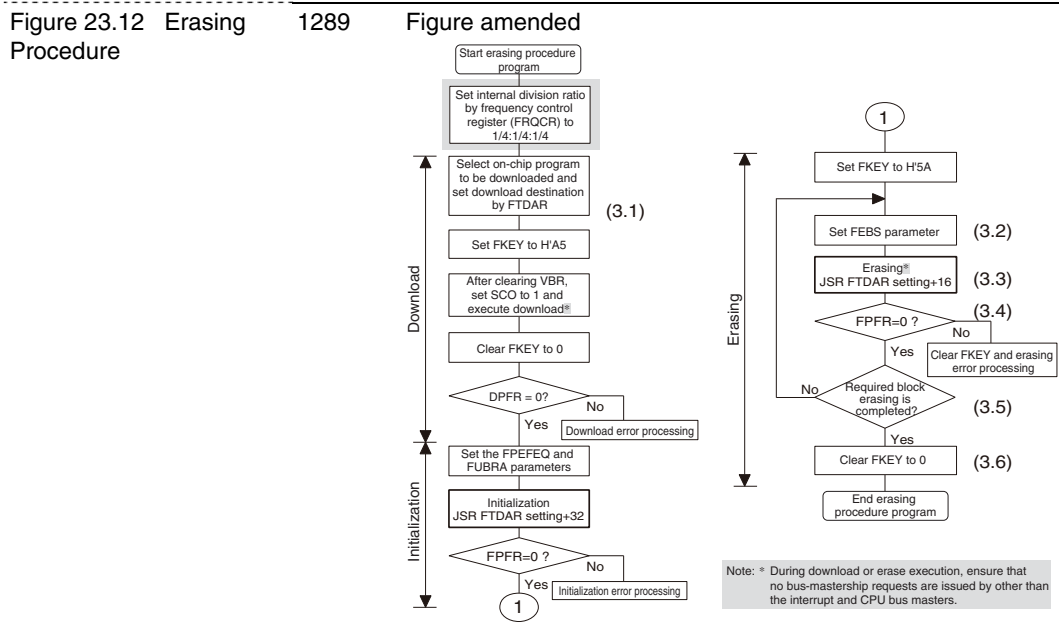 Figure 23.12 Erasing 1289 Figure amended
Procedure
Start erasing procedure
program
Set internal division ratio
by frequency control
register (FRQCR) to
1/4:1/4:1/4
Download
Select on-chip program
to be downloaded and
set download destination
by FTDAR
(3.1)
Set FKEY to H'A5
After clearing VBR,
set SCO to 1 and
execute download*
Clear FKEY to 0
DPFR = 0?
No
Yes
Download error processing
Initialization
Set the FPEFEQ and
FUBRA parameters
Initialization
JSR FTDAR setting+32
FPFR=0 ?
No
Yes
Initialization error processing
1
1
Erasing
Set FKEY to H'5A
Set FEBS parameter
(3.2)
Erasing*
JSR FTDAR setting+16
(3.3)
(3.4)
FPFR=0 ?
No
Yes
Clear FKEY and erasing
error processing
No
Required block
erasing is
completed?
(3.5)
Yes
Clear FKEY to 0
(3.6)
End erasing
procedure program
Note: * During download or erase execution, ensure that
no bus-mastership requests are issued by other than
the interrupt and CPU bus masters.